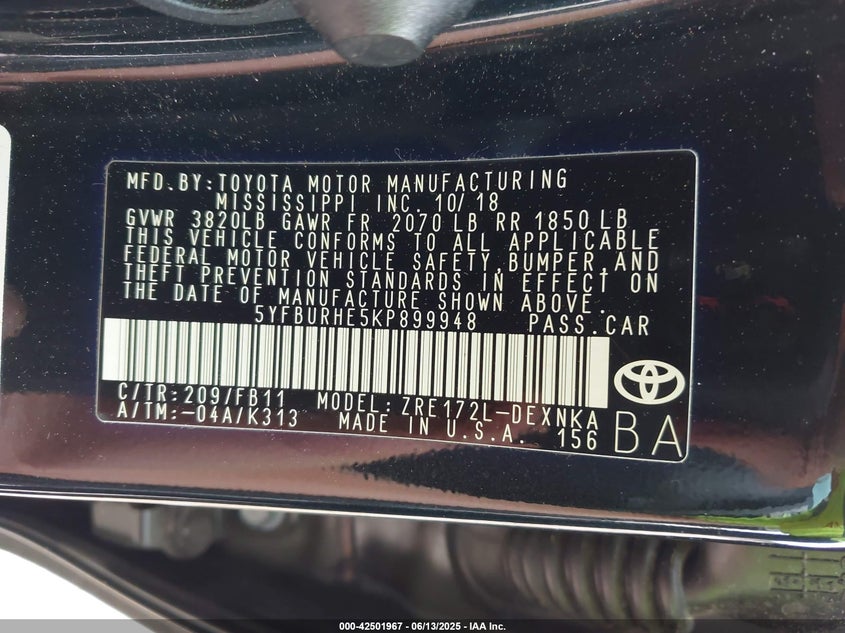 MFD.BY:TOYOTA MOTOR MANUFACTURING
MISSISSIPPI INC. 10/18
GVWR 3820LB GAWR FR 2070 LB RR 1850 LB
THIS VEHICLE CONFORMS TO ALL APPLICABLE
FEDERAL MOTOR VEHICLE SAFETY,BUMPER,AND
THEFT PREVENTION STANDARDS IN EFFECT ON
THE DATE OF MANUFACTURE SHOWN ABOVE.
5YFBURHE5KP899948 PASS.CAR
C/TR:209/FB11 MODEL:ZRE172L-DEXNKA
A/TM:-04A/K313 MADE IN U.S.A. 156 BA
000-42501967 - 06/13/2025 - IAA Inc.